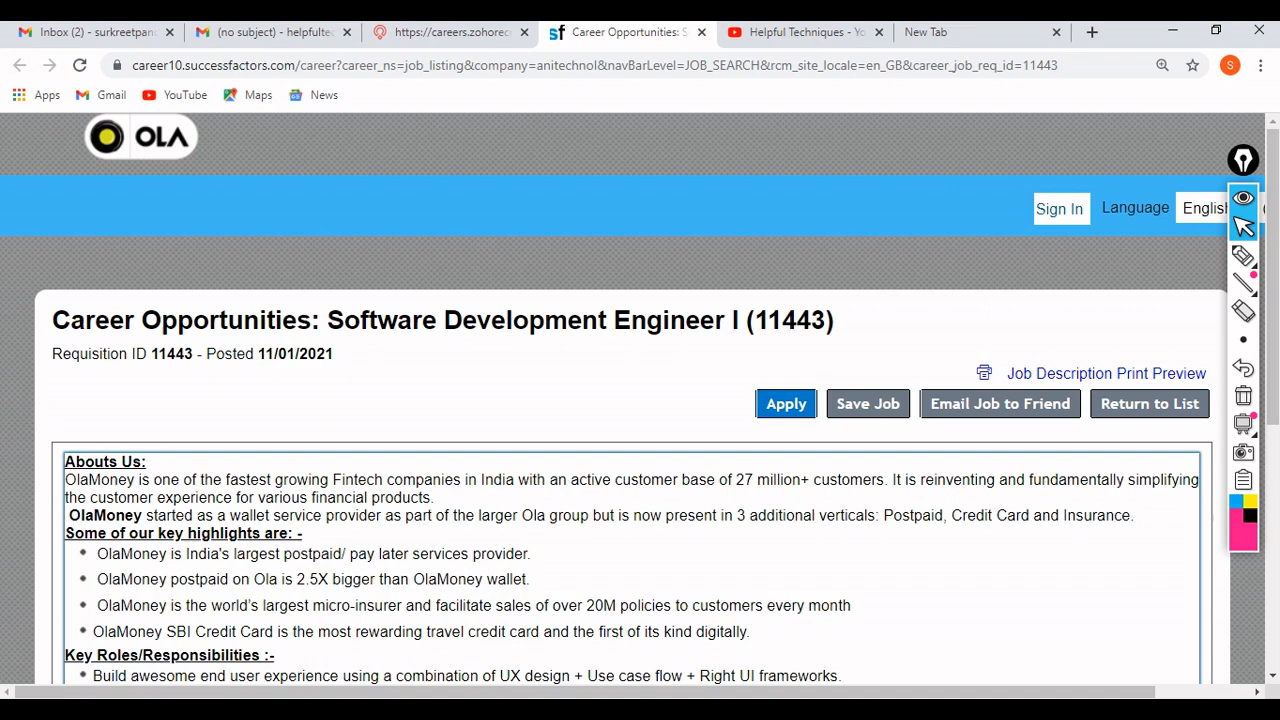 Inbox (2) - surkreetpan
(no subject) - helpfultec
https://careers.zohorec
Career Opportunities: S
Helpful Techniques - Yo
New Tab
career10.successfactors.com/career?career_ns=job_listing&company=anitechnol&navBarLevel=JOB_SEARCH&rcm_site_locale=en_GB&career_job_req_id=11443
S
Apps
Gmail
YouTube
Maps
News
OLA
Sign In
Language
English
Career Opportunities: Software Development Engineer I (11443)
Requisition ID 11443 - Posted 11/01/2021
Job Description Print Preview
Apply
Save Job
Email Job to Friend
Return to List
Abouts Us:
OlaMoney is one of the fastest growing Fintech companies in India with an active customer base of 27 million+ customers. It is reinventing and fundamentally simplifying
the customer experience for various financial products.
OlaMoney started as a wallet service provider as part of the larger Ola group but is now present in 3 additional verticals: Postpaid, Credit Card and Insurance.
Some of our key highlights are: -
OlaMoney is India's largest postpaid/ pay later services provider.
OlaMoney postpaid on Ola is 2.5X bigger than OlaMoney wallet.
OlaMoney is the world's largest micro-insurer and facilitate sales of over 20M policies to customers every month
OlaMoney SBI Credit Card is the most rewarding travel credit card and the first of its kind digitally.
Key Roles/Responsibilities :-
Build awesome end user experience using a combination of UX design + Use case flow + Right UI frameworks.